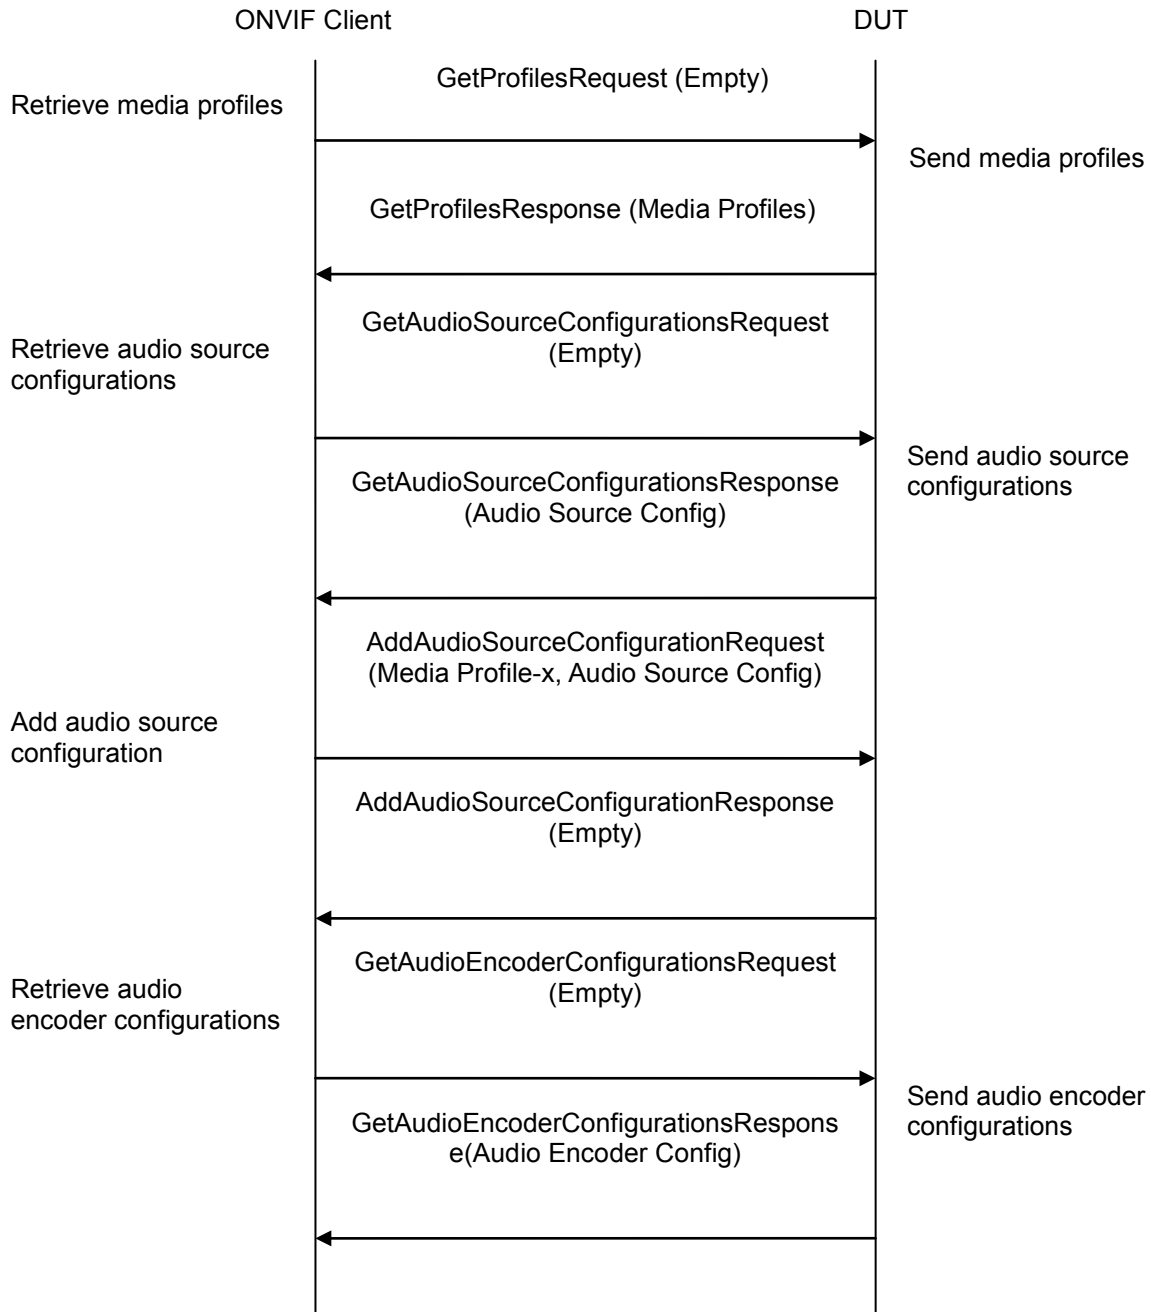 ONVIF Client
DUT
GetProfilesRequest (Empty)
Retrieve media profiles
Send media profiles
GetProfilesResponse (Media Profiles)
GetAudioSourceConfigurationsRequest
(Empty)
Retrieve audio source
configurations
Send audio source
configurations
GetAudioSourceConfigurationsResponse
(Audio Source Config)
AddAudioSourceConfigurationRequest
(Media Profile-x, Audio Source Config)
Add audio source
configuration
AddAudioSourceConfigurationResponse
(Empty)
GetAudioEncoderConfigurationsRequest
(Empty)
Retrieve audio
encoder configurations
Send audio encoder
configurations
GetAudioEncoderConfigurationsRespons
e(Audio Encoder Config)